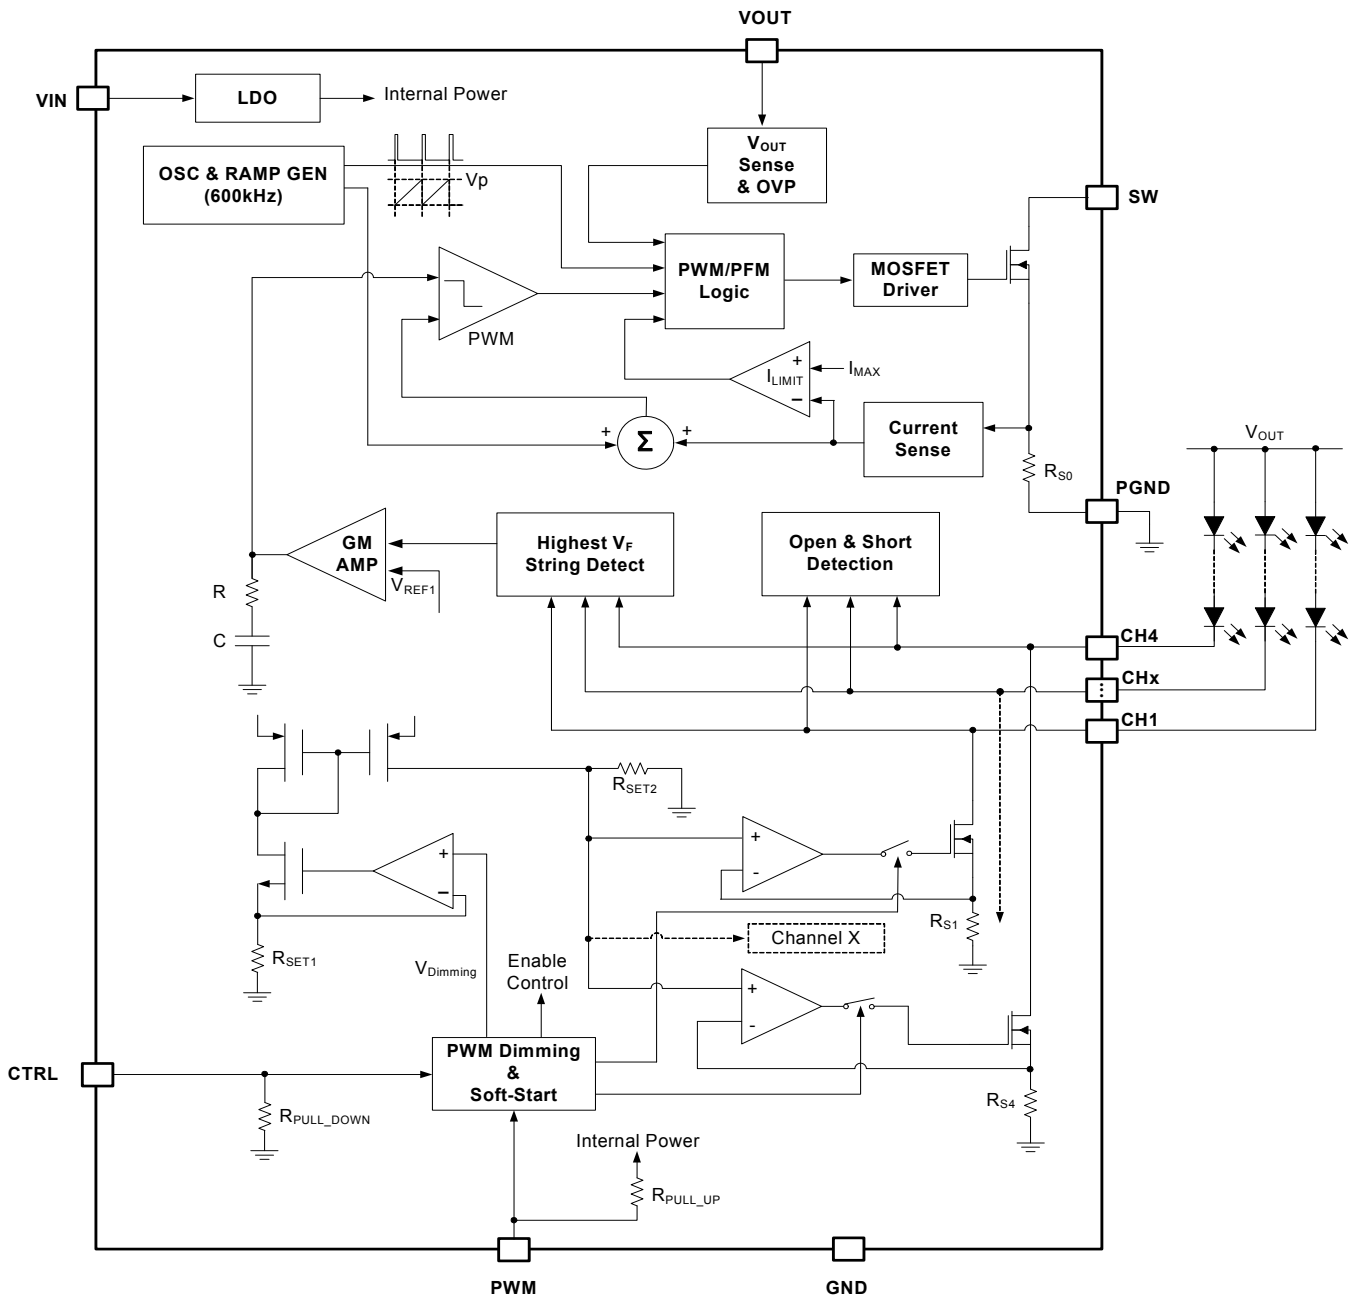 VOUT
VIN
LDO
Internal Power
OSC & RAMP GEN
(600kHz)
Vp
VOUT
Sense
& OVP
SW
PWM/PFM
Logic
MOSFET
Driver
PWM
+
ILIMIT
−
IMAX
+
Σ
+
Current
Sense
RS0
VOUT
PGND
GM
AMP
VREF1
Highest VF
String Detect
Open & Short
Detection
R
C
CH4
CHx
CH1
RSET2
+
-
+
−
RS1
RSET1
VDimming
Enable
Control
Channel X
+
-
PWM Dimming
&
Soft-Start
CTRL
RPULL_DOWN
RS4
Internal Power
RPULL_UP
PWM
GND